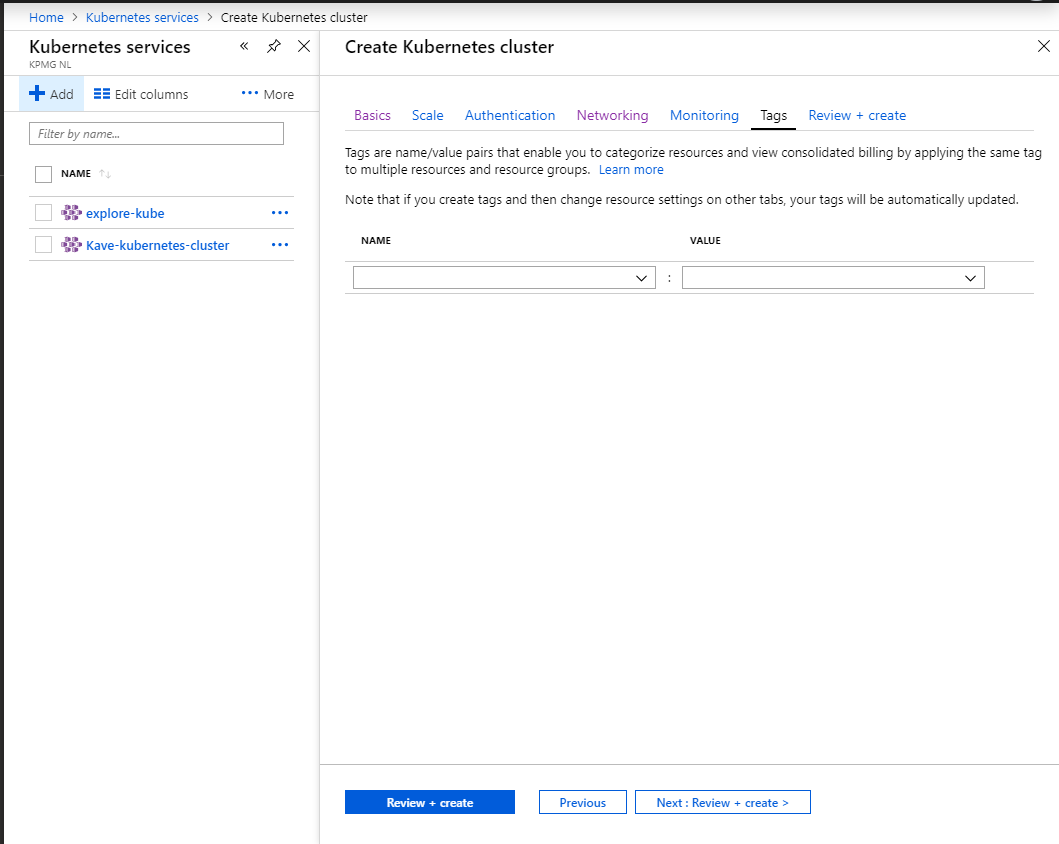 Home > Kubernetes services > Create Kubernetes cluster
Kubernetes services
KPMG NL
Add Edit columns ••• More
Filter by name...
NAME
explore-kube •••
Kave-kubernetes-cluster •••
Create Kubernetes cluster
Basics Scale Authentication Networking Monitoring Tags Review + create
Tags are name/value pairs that enable you to categorize resources and view consolidated billing by applying the same tag
to multiple resources and resource groups. Learn more
Note that if you create tags and then change resource settings on other tabs, your tags will be automatically updated.
NAME VALUE
:
Review + create Previous Next : Review + create >